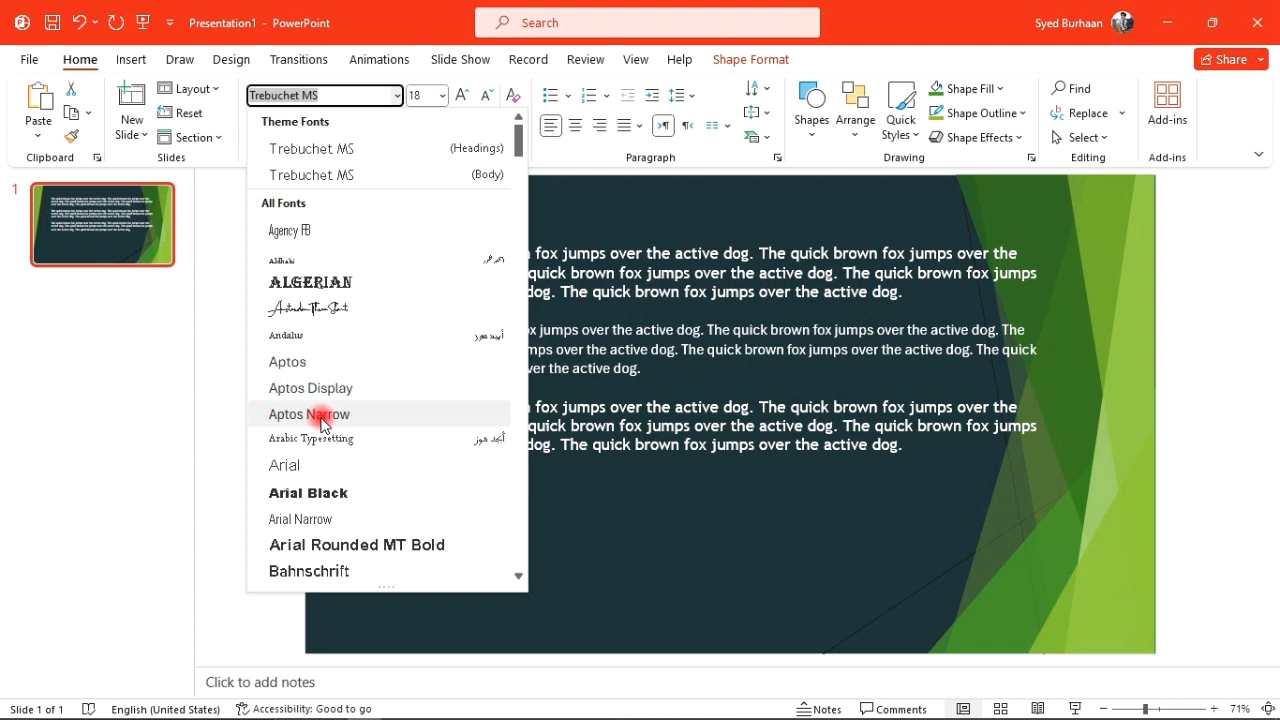 Presentation1 - PowerPoint
Search
Syed Burhaan
File Home Insert Draw Design Transitions Animations Slide Show Record Review View Help Shape Format
Share
Paste
Clipboard
New
Slide
Layout
Reset
Section
Slides
Trebuchet MS 18
Paragraph
Shapes
Arrange
Quick
Styles
Shape Fill
Shape Outline
Shape Effects
Drawing
Find
Replace
Select
Editing
Add-ins
Add-ins
Theme Fonts
Trebuchet MS (Headings)
Trebuchet MS (Body)
All Fonts
Agency FB
Aldhabi
ALGERIAN
Andalus أبجد هوز
Aptos
Aptos Display
Aptos Narrow
Arabic Typesetting أبجد هوز
Arial
Arial Black
Arial Narrow
Arial Rounded MT Bold
Bahnschrift
1
fox jumps over the active dog. The quick brown fox jumps over the
quick brown fox jumps over the active dog. The quick brown fox jumps
dog. The quick brown fox jumps over the active dog.
x jumps over the active dog. The quick brown fox jumps over the active dog. The
mps over the active dog. The quick brown fox jumps over the active dog. The quick
ver the active dog.
fox jumps over the active dog. The quick brown fox jumps over the
quick brown fox jumps over the active dog. The quick brown fox jumps
dog. The quick brown fox jumps over the active dog.
Click to add notes
Slide 1 of 1
English (United States)
Accessibility: Good to go
Notes
Comments
71%